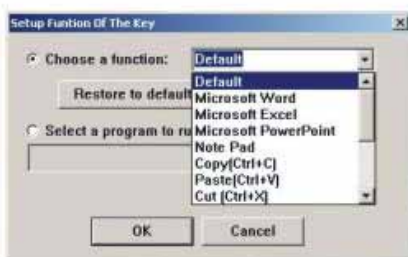 Setup Funtion Of The Key
Choose a function:
Default
Default
Restore to default
Microsoft Word
Microsoft Excel
Select a program to ru
Microsoft PowerPoint
Note Pad
Copy(Ctrl+C)
Paste(Ctrl+V)
Cut (Ctrl+X)
OK
Cancel